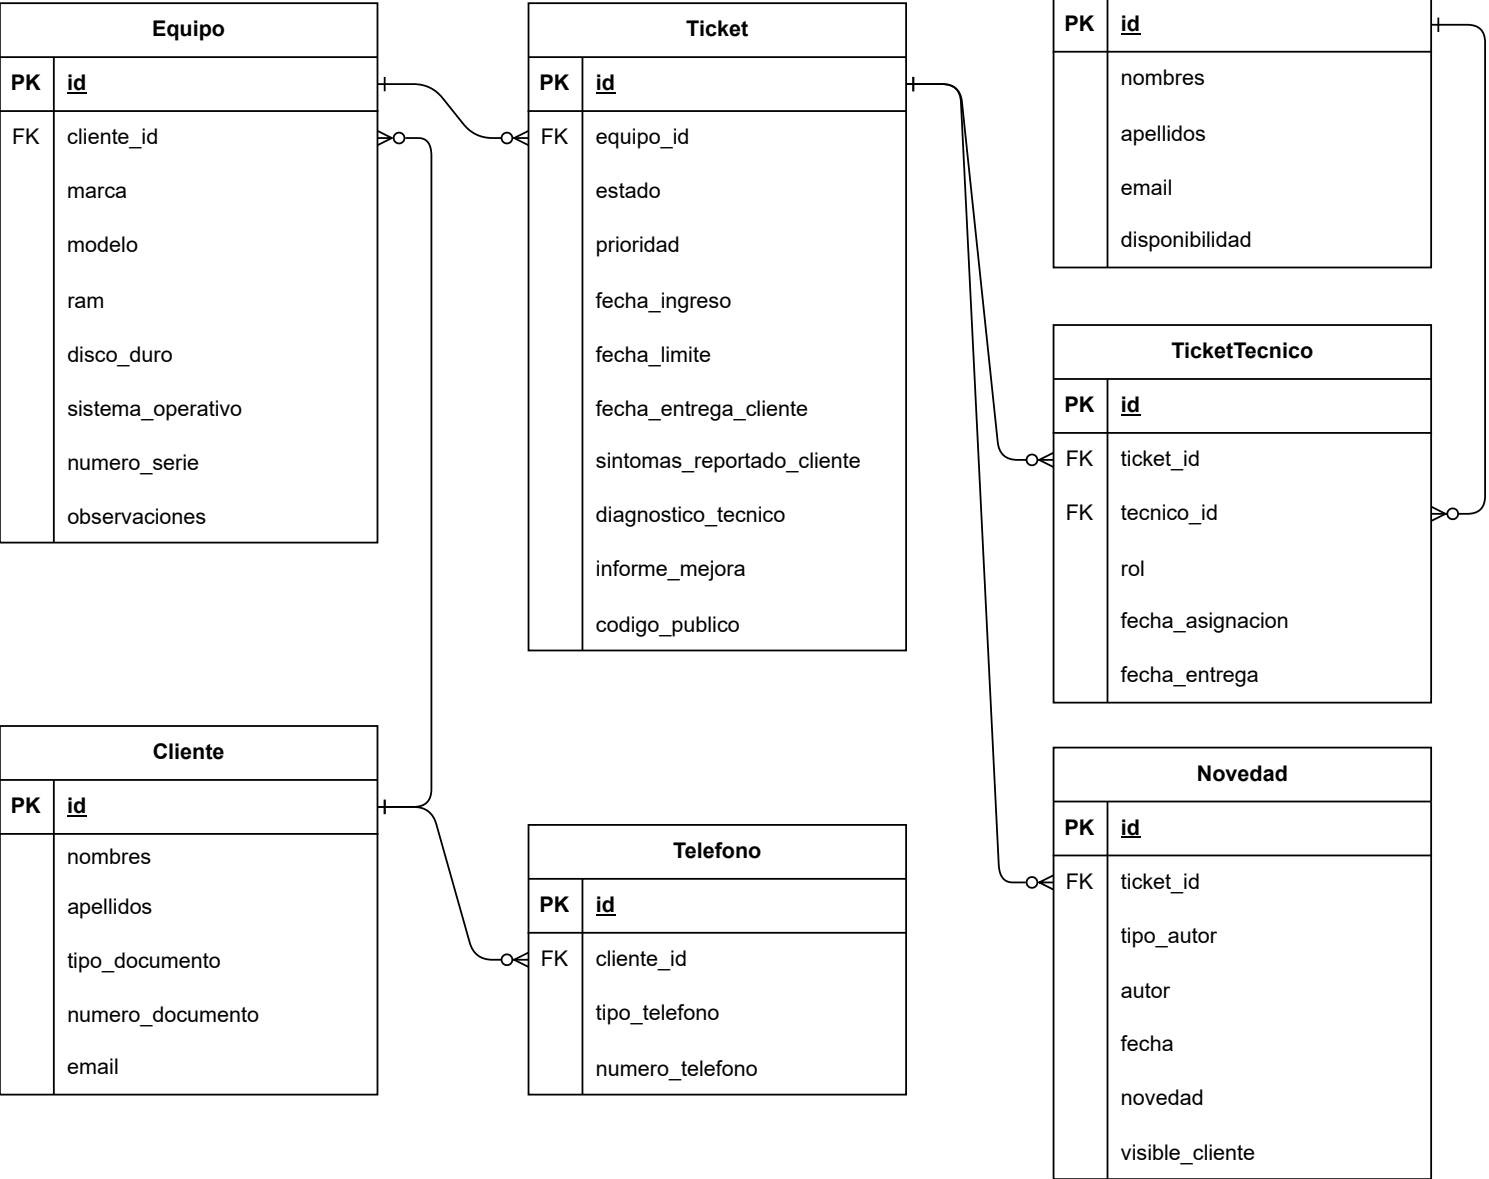 Equipo
PK id
FK cliente_id
marca
modelo
ram
disco_duro
sistema_operativo
numero_serie
observaciones
Ticket
PK id
FK equipo_id
estado
prioridad
fecha_ingreso
fecha_limite
fecha_entrega_cliente
sintomas_reportado_cliente
diagnostico_tecnico
informe_mejora
codigo_publico
PK id
nombres
apellidos
email
disponibilidad
TicketTecnico
PK id
FK ticket_id
FK tecnico_id
rol
fecha_asignacion
fecha_entrega
Cliente
PK id
nombres
apellidos
tipo_documento
numero_documento
email
Telefono
PK id
FK cliente_id
tipo_telefono
numero_telefono
Novedad
PK id
FK ticket_id
tipo_autor
autor
fecha
novedad
visible_cliente